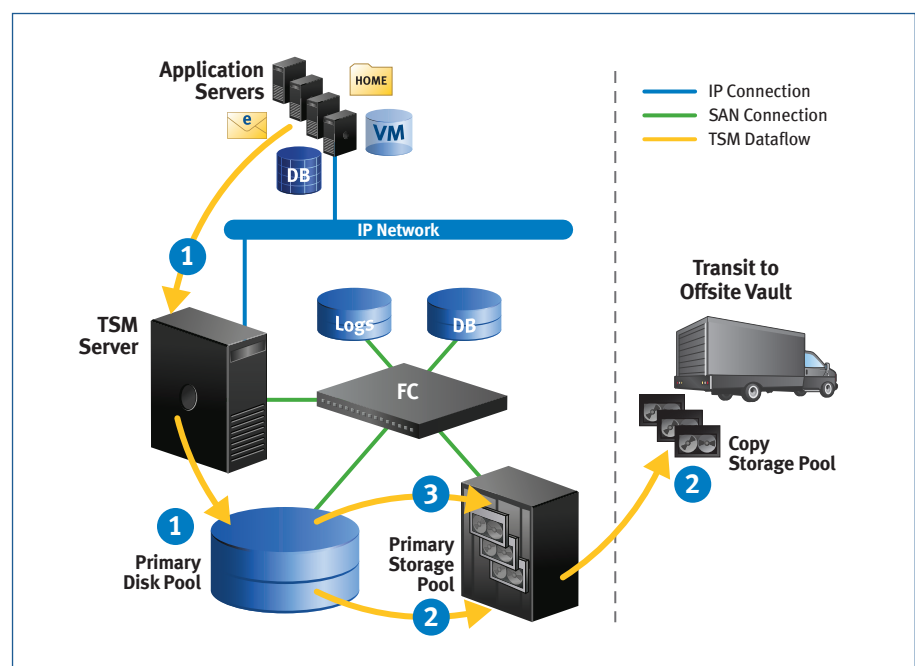 Application
Servers
HOME
e
VM
DB
IP Connection
SAN Connection
TSM Dataflow
IP Network
1
Transit to
Offsite Vault
TSM
Server
Logs
DB
FC
Copy
Storage Pool
2
1
3
Primary
Disk Pool
Primary
Storage
Pool
2